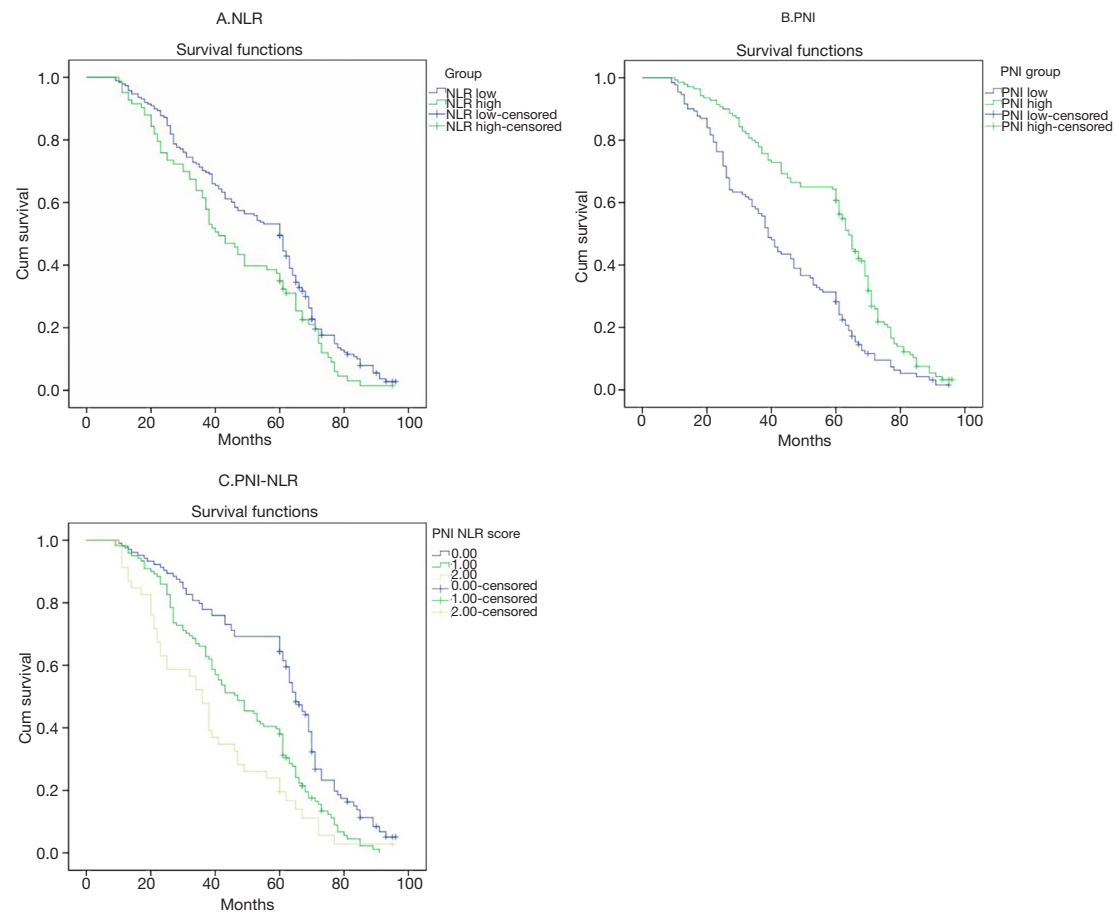 A.NLR
Survival functions
1.0
0.8
0.6
0.4
0.2
0.0
Cum survival
0 20 40 60 80 100
Months
Group
NLR low
NLR high
NLR low-censored
NLR high-censored
B.PNI
Survival functions
1.0
0.8
0.6
0.4
0.2
0.0
Cum survival
0 20 40 60 80 100
Months
PNI group
PNI low
PNI high
PNI low-censored
PNI high-censored
C.PNI-NLR
Survival functions
1.0
0.8
0.6
0.4
0.2
0.0
Cum survival
0 20 40 60 80 100
Months
PNI NLR score
0.00
1.00
2.00
0.00-censored
1.00-censored
2.00-censored